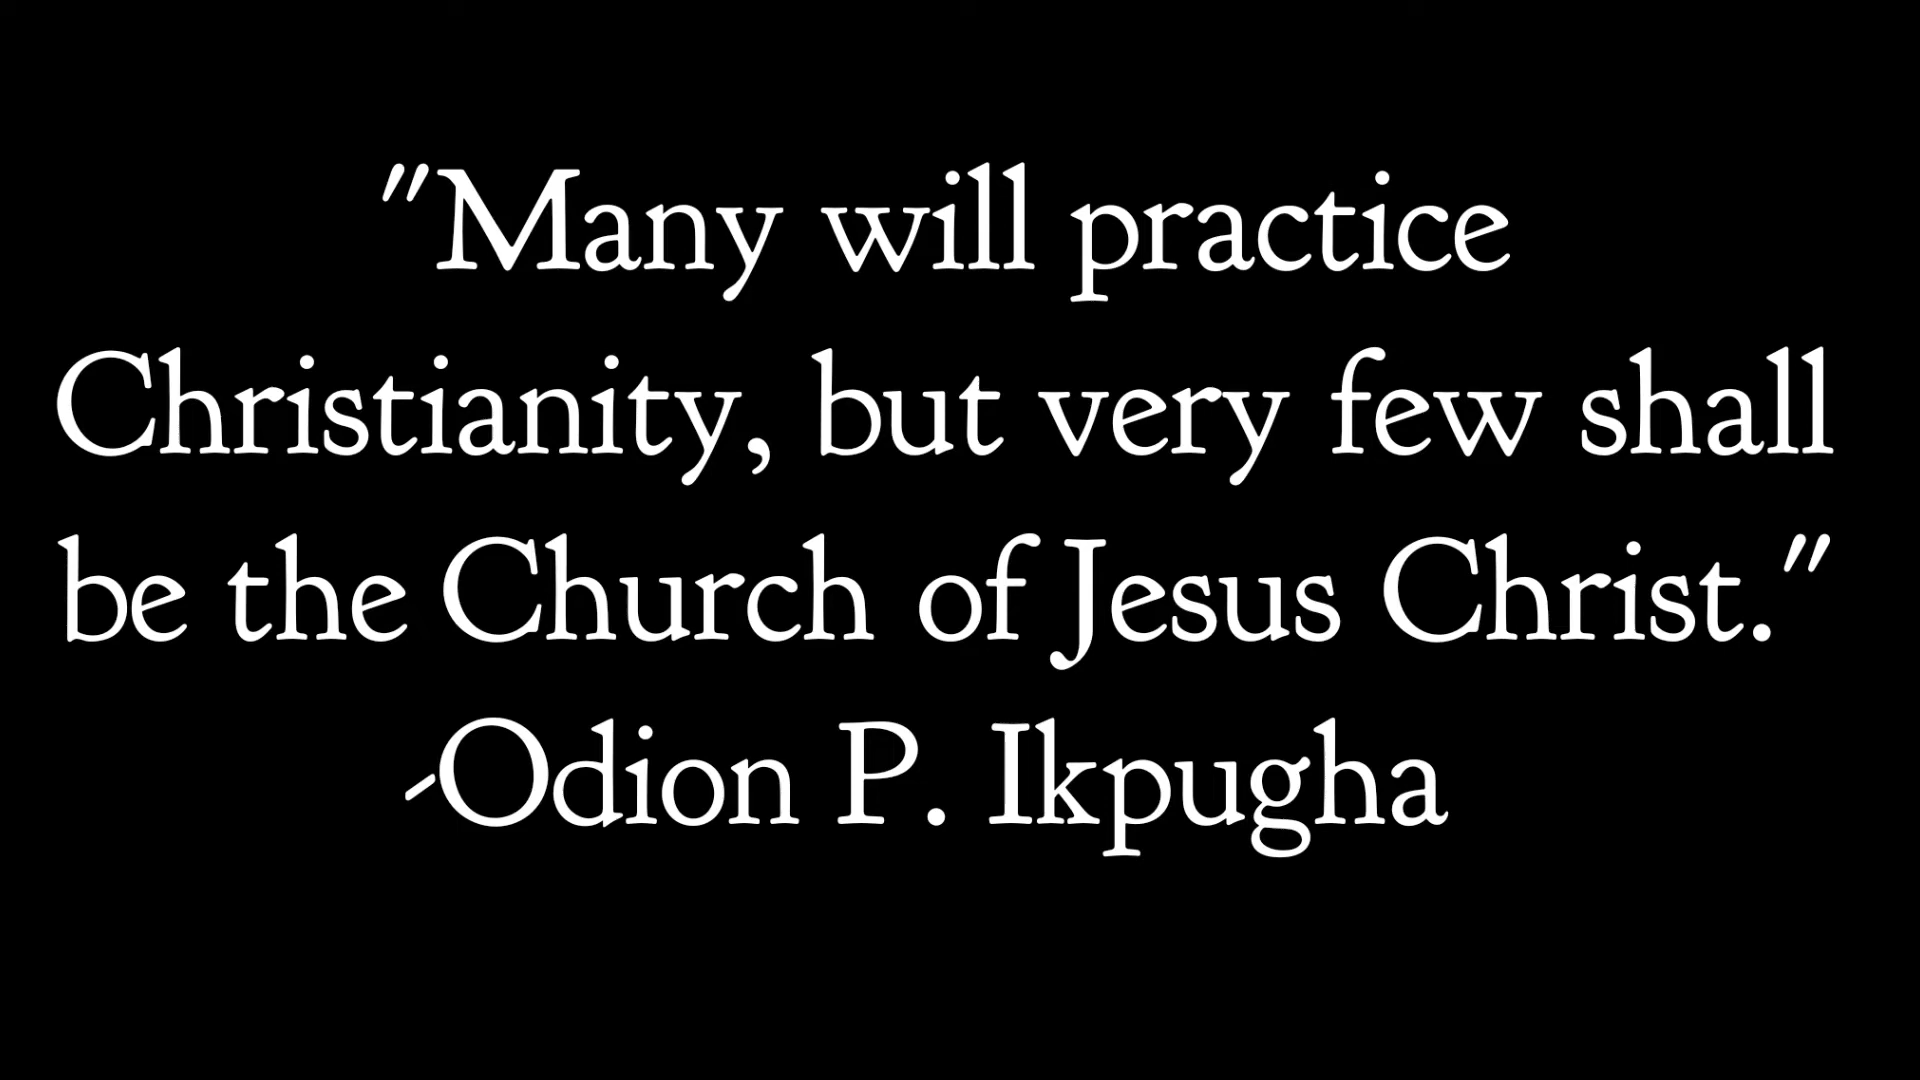 "Many will practice
Christianity, but very few shall
be the Church of Jesus Christ."
-Odion P. Ikpugha